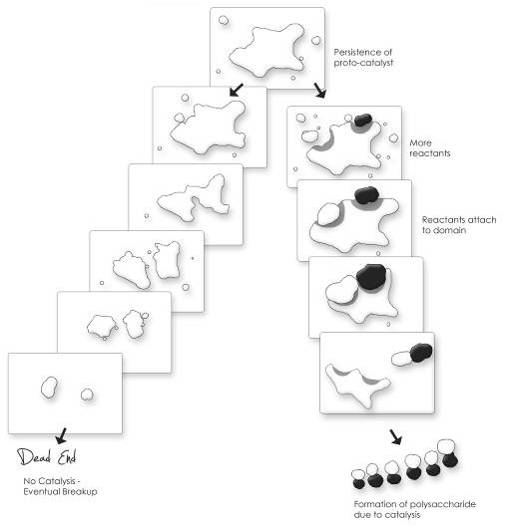 Persistence of
proto-catalyst
More
reactants
Reactants attach
to domain
Dead End
No Catalysis -
Eventual Breakup
Formation of polysaccharide
due to catalysis